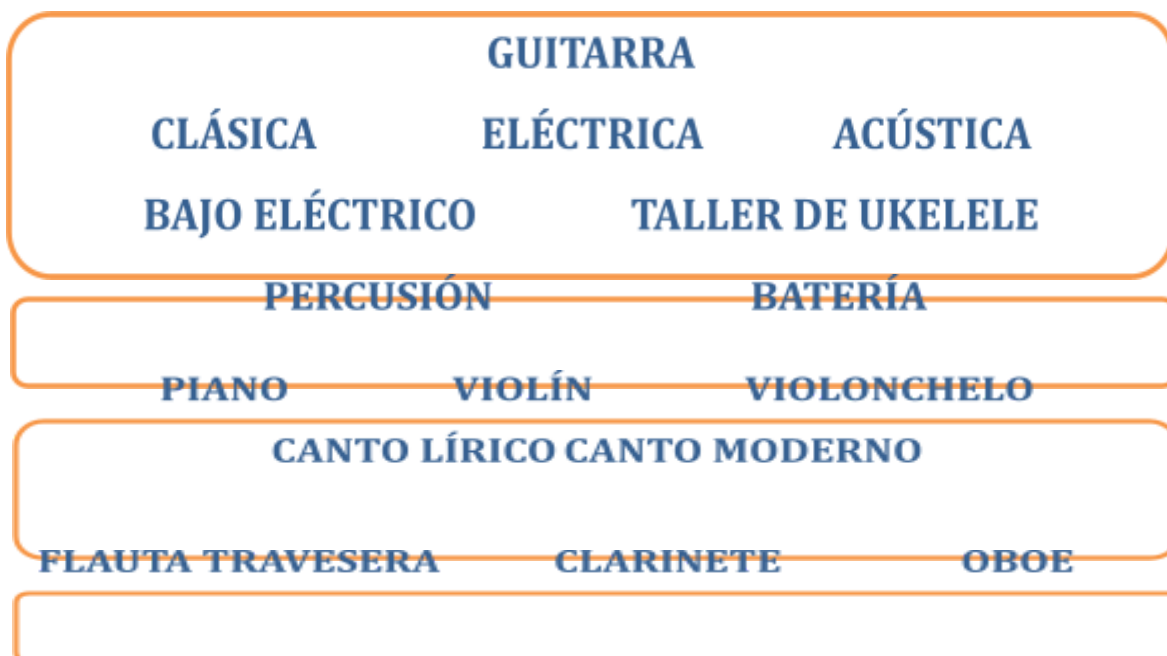 GUITARRA
CLÁSICA ELÉCTRICA ACÚSTICA
BAJO ELÉCTRICO TALLER DE UKELELE
PERCUSIÓN BATERÍA
PIANO VIOLÍN VIOLONCHELO
CANTO LÍRICO CANTO MODERNO
FLAUTA TRAVESERA CLARINETE OBOE